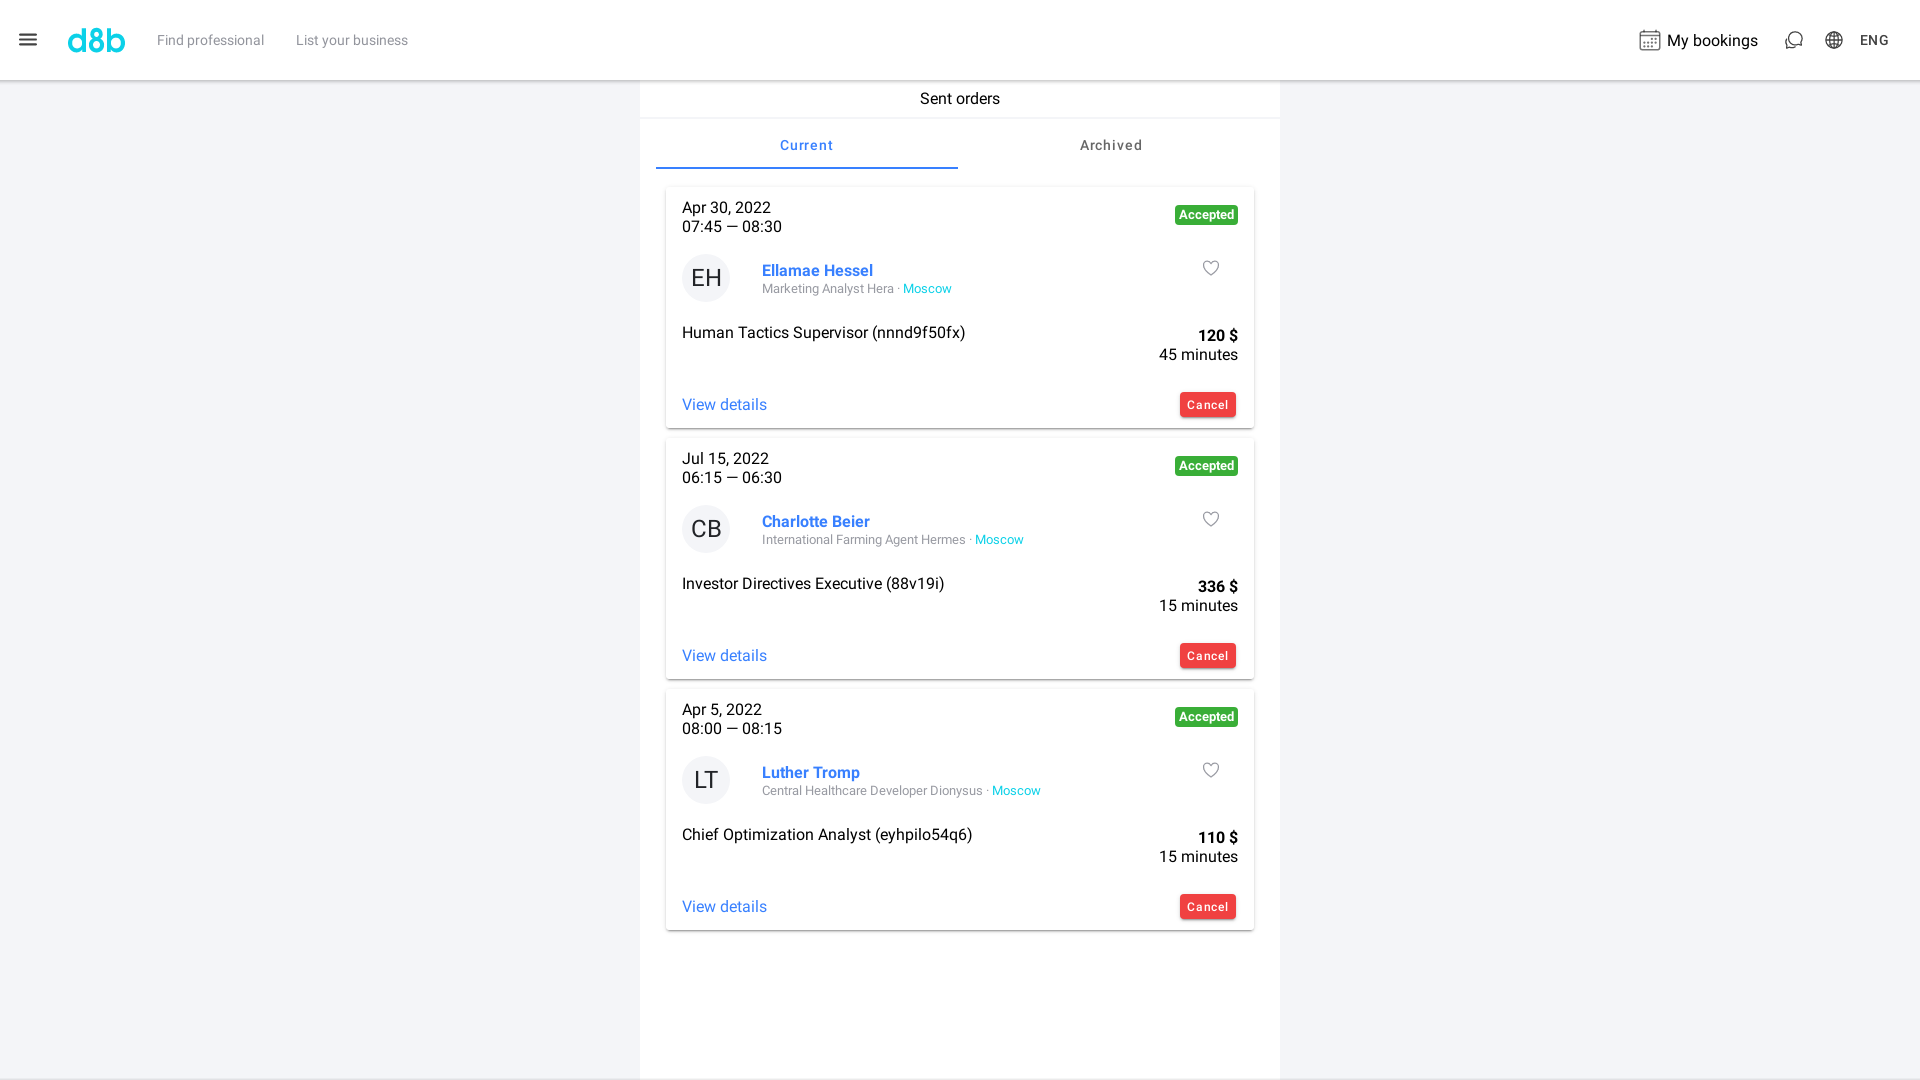 d8b
Find professional
List your business
My bookings
ENG
Sent orders
Current
Archived
Apr 30, 2022
07:45 — 08:30
Accepted
EH
Ellamae Hessel
Marketing Analyst Hera · Moscow
Human Tactics Supervisor (nnnd9f50fx)
120 $
45 minutes
View details
Cancel
Jul 15, 2022
06:15 — 06:30
Accepted
CB
Charlotte Beier
International Farming Agent Hermes · Moscow
Investor Directives Executive (88v19i)
336 $
15 minutes
View details
Cancel
Apr 5, 2022
08:00 — 08:15
Accepted
LT
Luther Tromp
Central Healthcare Developer Dionysus · Moscow
Chief Optimization Analyst (eyhpilo54q6)
110 $
15 minutes
View details
Cancel